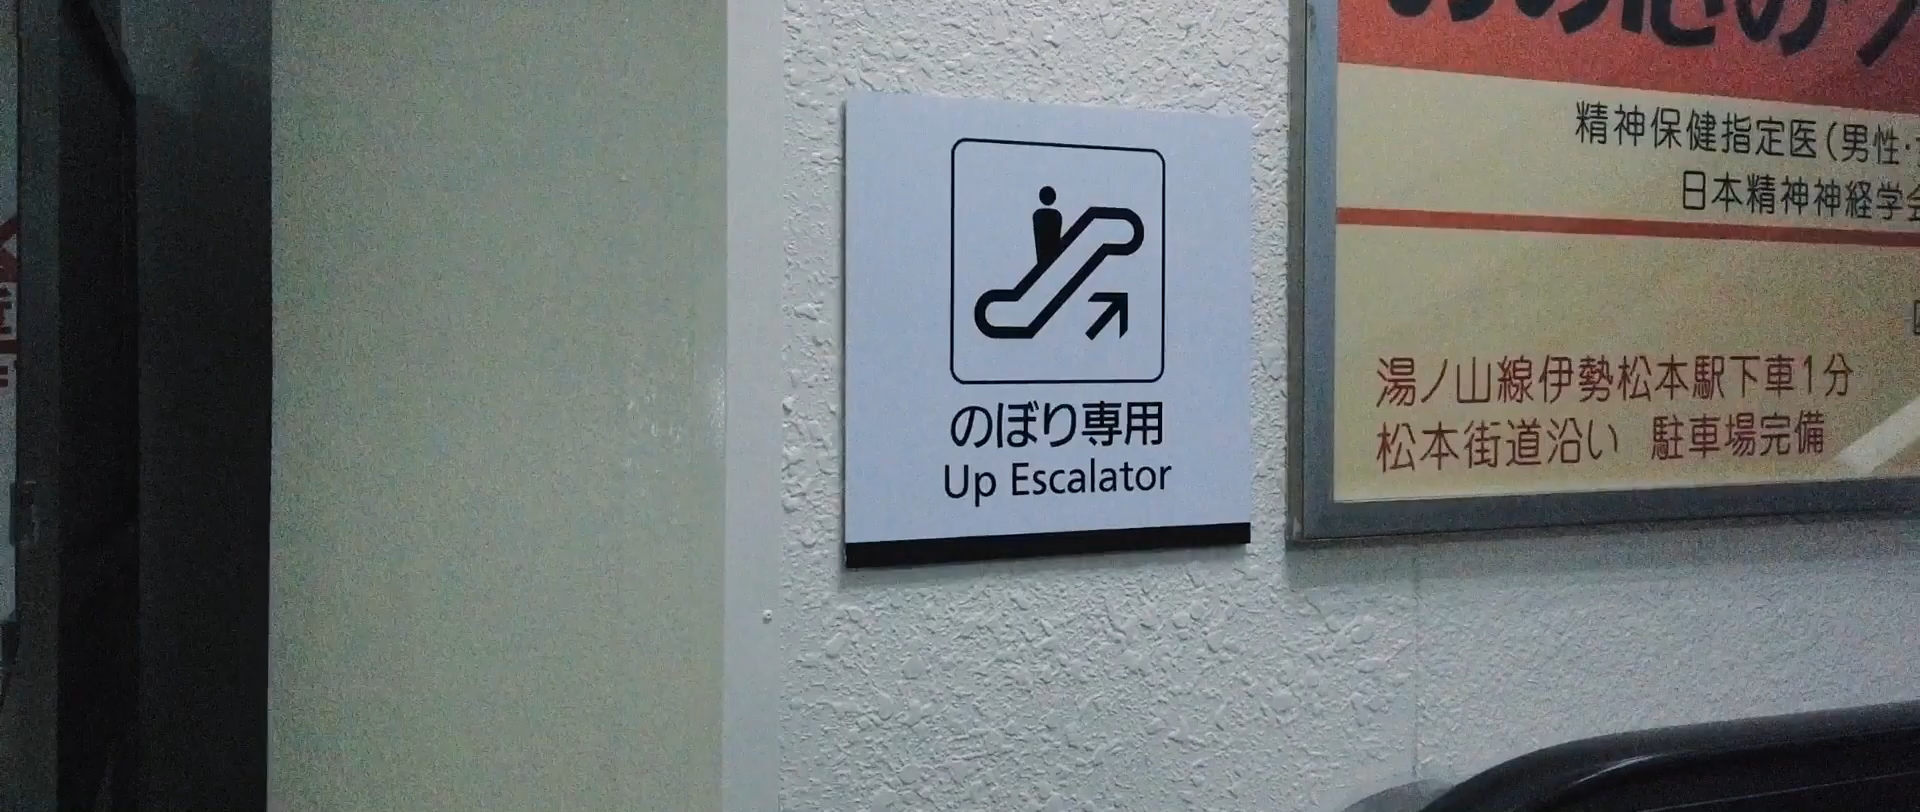 のぼり専用
Up Escalator
精神保健指定医(男性・
日本精神神経学会
湯ノ山線伊勢松本駅下車1分
松本街道沿い 駐車場完備